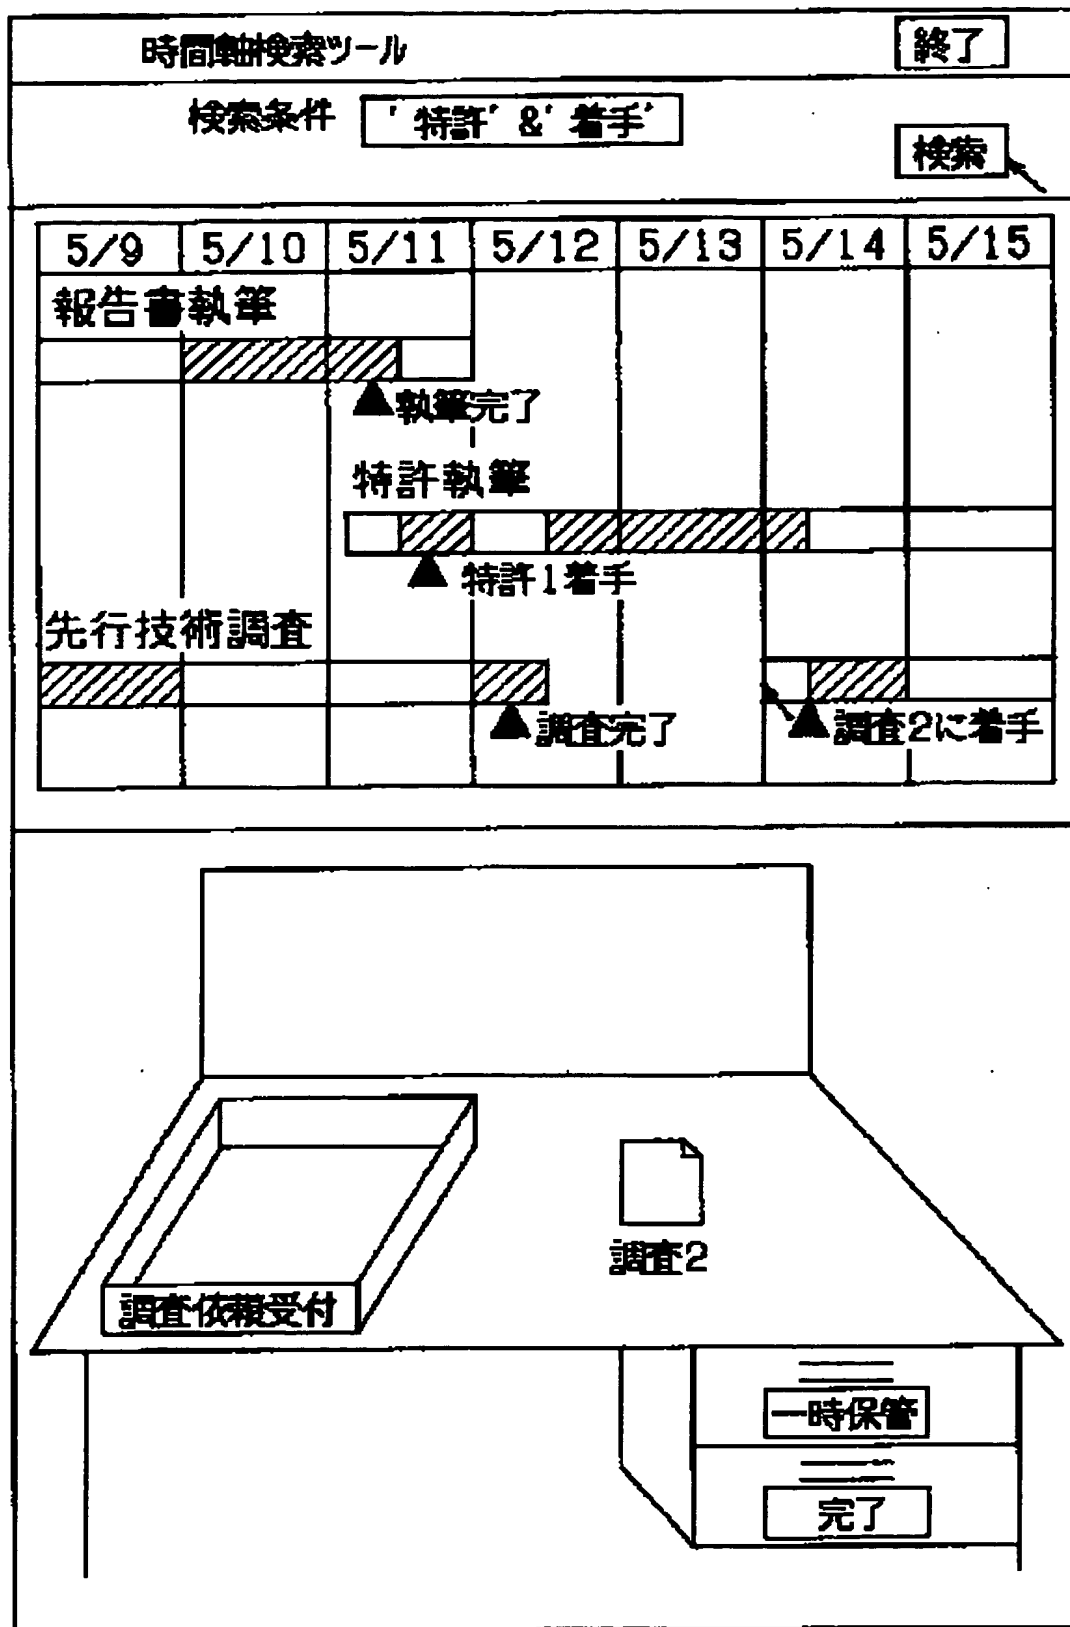 時間軸検索ツール 終了
検索条件 '特許'&'着手'
検索
5/9 5/10 5/11 5/12 5/13 5/14 5/15
報告書執筆
▲執筆完了
特許執筆
▲特許1着手
先行技術調査
▲調査完了 ▲調査2に着手
調査2
調査依頼受付
一時保管
完了